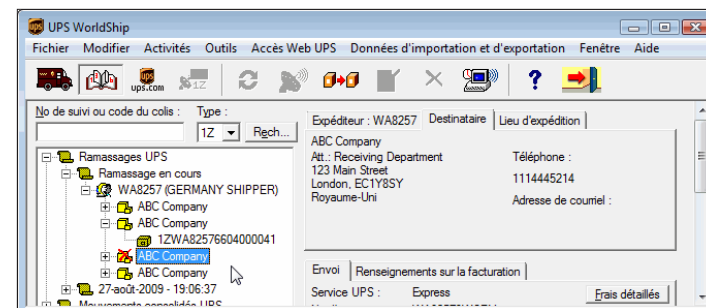 UPS WorldShip
Fichier Modifier Activités Outils Accès Web UPS Données d'importation et d'exportation Fenêtre Aide
ups.com 1Z ?
No de suivi ou code du colis : Type :
1Z Rech...
Ramassages UPS
Ramassage en cours
WA8257 (GERMANY SHIPPER)
ABC Company
ABC Company
1ZWA82576604000041
ABC Company
ABC Company
27-août-2009 - 19:06:37
Mouvements consolidés UPS
Expéditeur : WA8257 Destinataire Lieu d'expédition
ABC Company
Att.: Receiving Department Téléphone :
123 Main Street
1114445214
London, EC1Y8SY
Royaume-Uni Adresse de courriel :
Envoi Renseignements sur la facturation
Service UPS : Express Frais détaillés